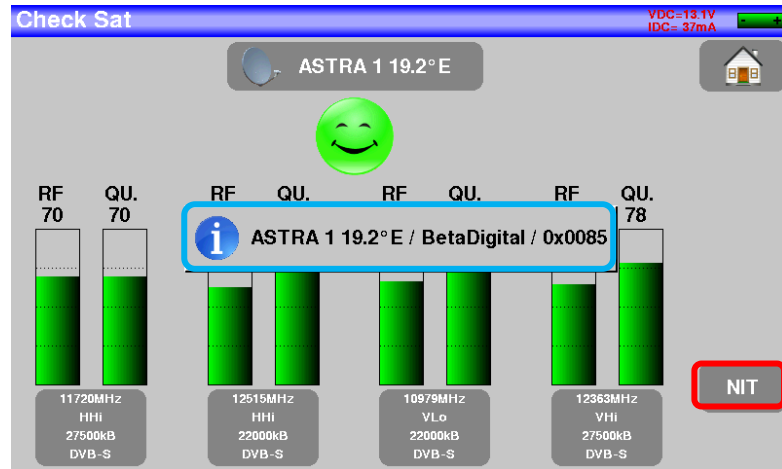 Check Sat
VDC=13.1V
IDC= 37mA
- +
ASTRA 1 19.2°E
RF QU. RF QU. RF QU. RF QU.
70 70 78
i ASTRA 1 19.2°E / BetaDigital / 0x0085
NIT
11720MHz
HHi
27500kB
DVB-S
12515MHz
HHi
22000kB
DVB-S
10979MHz
VLo
22000kB
DVB-S
12363MHz
VHi
27500kB
DVB-S